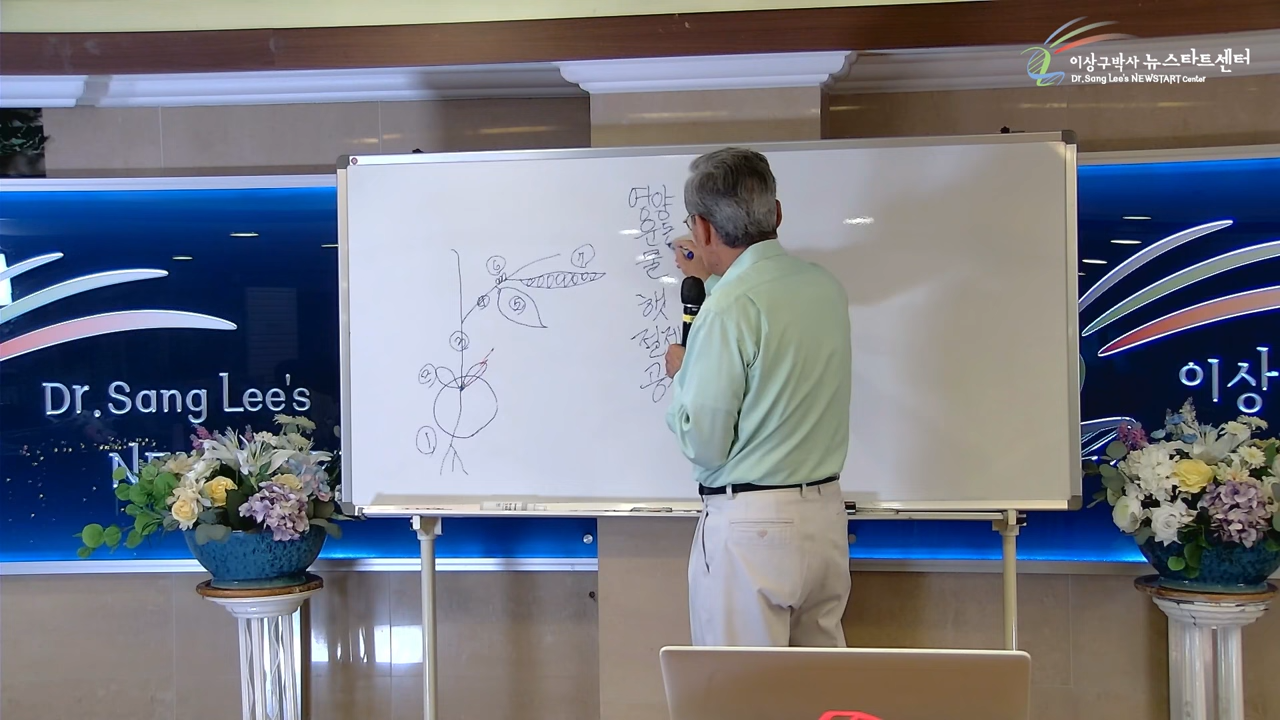 이상구박사 뉴스타트센터
Dr. Sang Lee's NEWSTART Center
영양
운동
물
햇
절제
공
⑥ ⑦
④ ⑤
③
②
①
Dr. Sang Lee's
이상